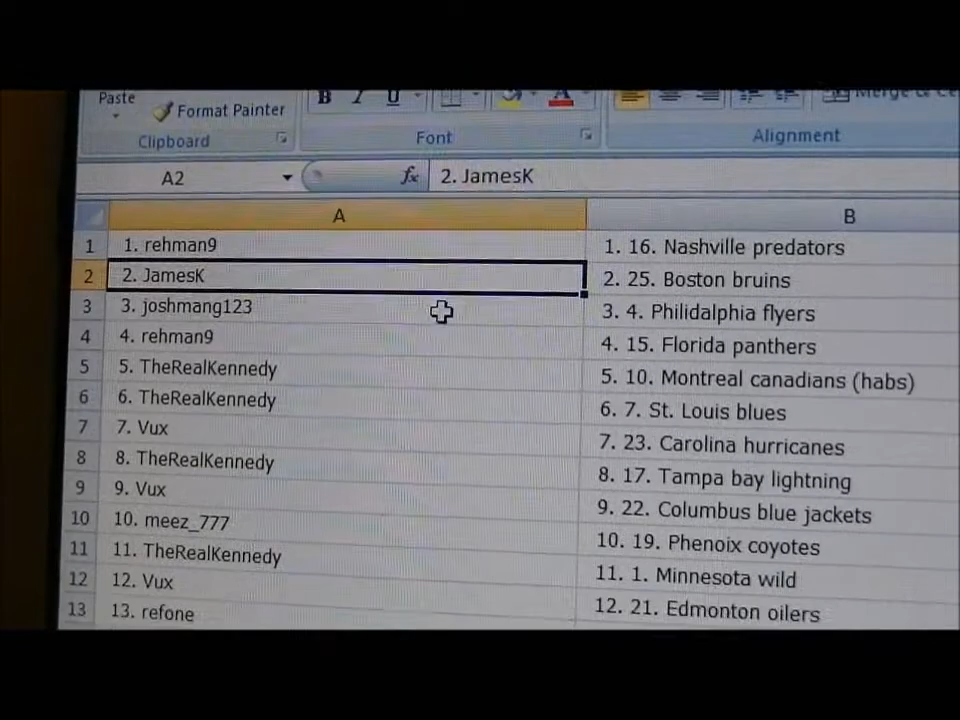 Paste
Format Painter
B I U A
Clipboard Font Alignment
A2 fx 2. JamesK
A B
1 1. rehman9 1. 16. Nashville predators
2 2. JamesK 2. 25. Boston bruins
3 3. joshmang123 3. 4. Philidalphia flyers
4 4. rehman9 4. 15. Florida panthers
5 5. TheRealKennedy 5. 10. Montreal canadians (habs)
6 6. TheRealKennedy 6. 7. St. Louis blues
7 7. Vux 7. 23. Carolina hurricanes
8 8. TheRealKennedy 8. 17. Tampa bay lightning
9 9. Vux 9. 22. Columbus blue jackets
10 10. meez_777 10. 19. Phenoix coyotes
11 11. TheRealKennedy 11. 1. Minnesota wild
12 12. Vux 12. 21. Edmonton oilers
13 13. refone